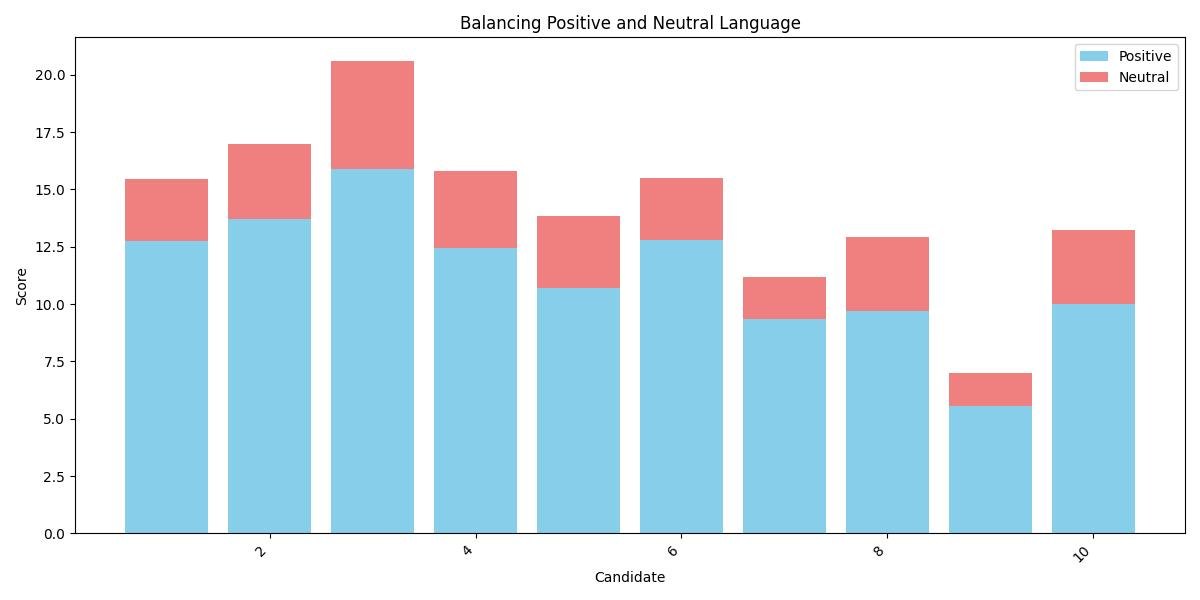 Balancing Positive and Neutral Language
Positive
Neutral
20.0
17.5
15.0
12.5
10.0
7.5
5.0
2.5
0.0
Score
2
4
6
8
10
Candidate